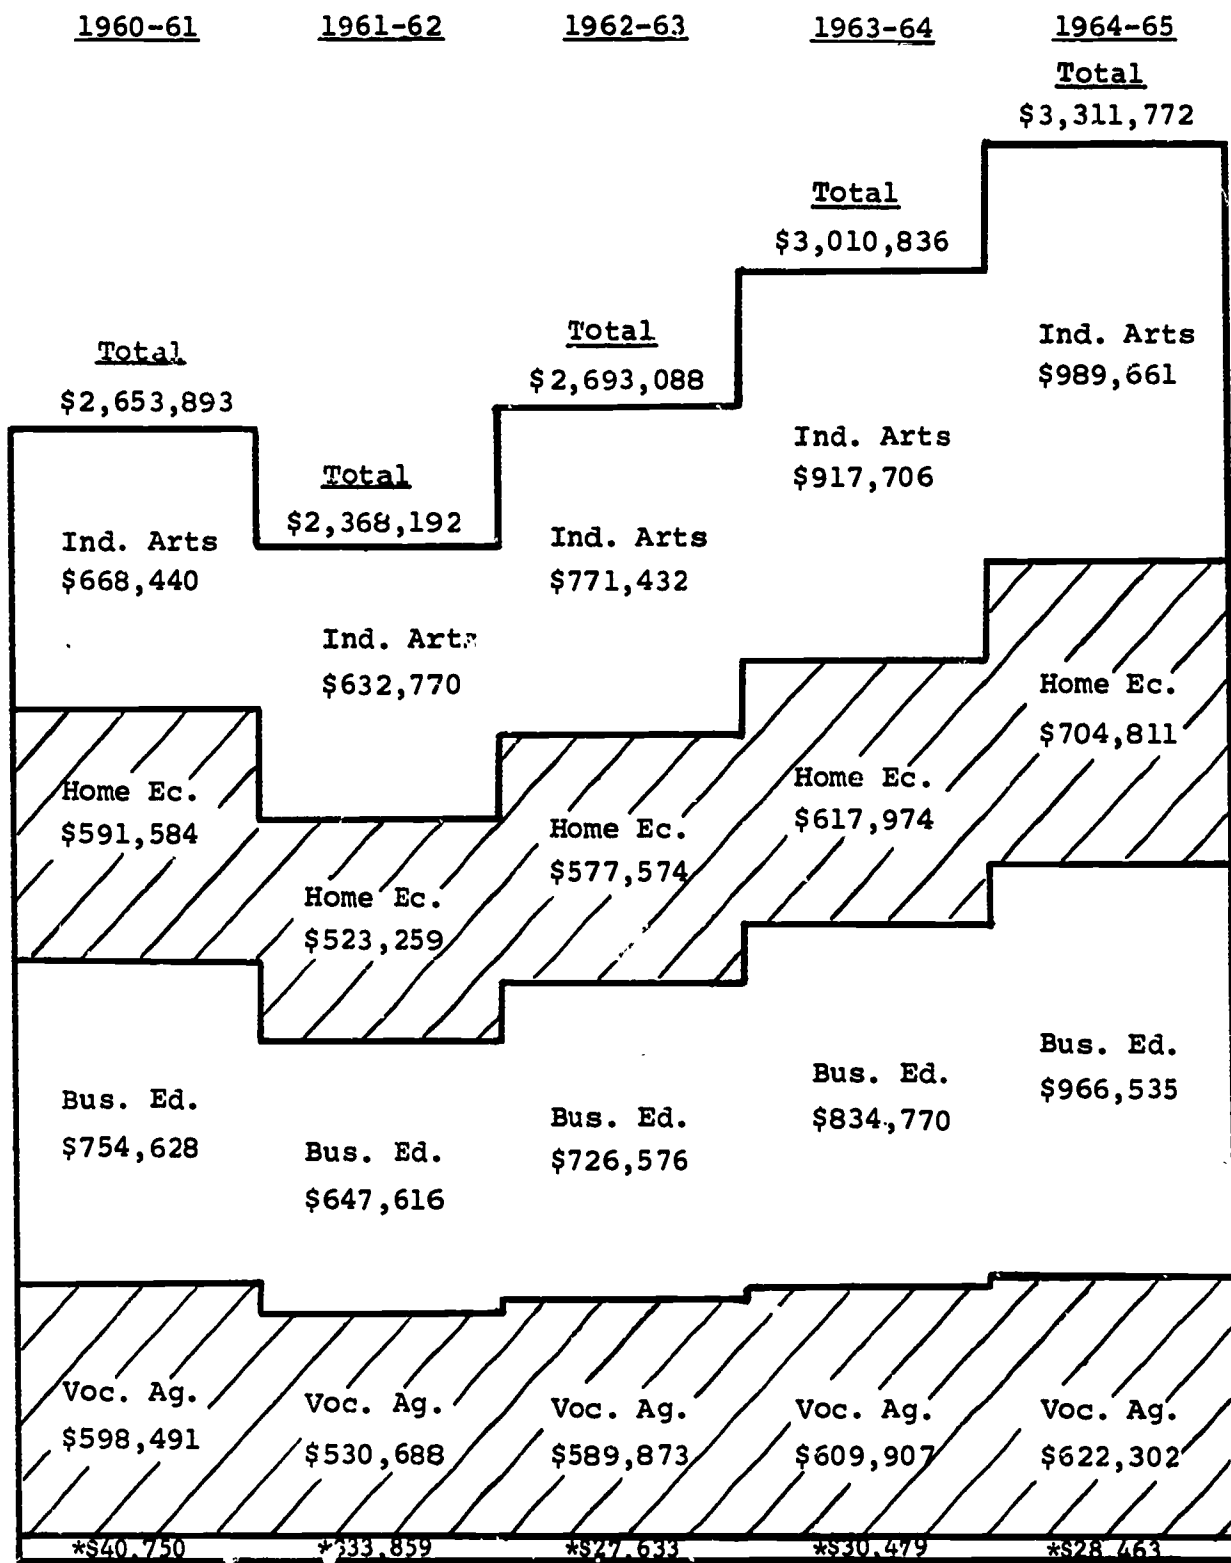 1960-61 1961-62 1962-63 1963-64 1964-65
Total
$3,311,772
Total
$3,010,836
Total
$2,693,088
Total
$2,653,893
Total
$2,368,192
Ind. Arts
$989,661
Ind. Arts
$917,706
Ind. Arts
$771,432
Ind. Arts
$668,440
Ind. Arts
$632,770
Home Ec.
$704,811
Home Ec.
$617,974
Home Ec.
$591,584
Home Ec.
$577,574
Home Ec.
$523,259
Bus. Ed.
$966,535
Bus. Ed.
$834,770
Bus. Ed.
$754,628
Bus. Ed.
$726,576
Bus. Ed.
$647,616
Voc. Ag. Voc. Ag. Voc. Ag. Voc. Ag. Voc. Ag.
$598,491 $530,688 $589,873 $609,907 $622,302
*$40,750 *$33,859 *$27,633 *$30,479 *$28,463